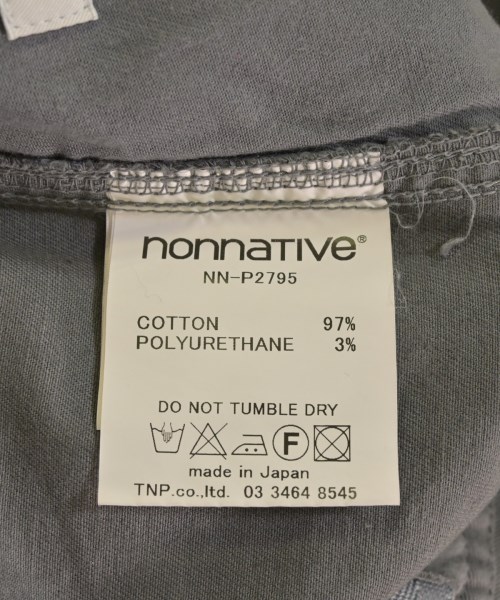 nonnative®
NN-P2795
COTTON 97%
POLYURETHANE 3%
DO NOT TUMBLE DRY
F
made in Japan
TNP.co.,ltd. 03 3464 8545